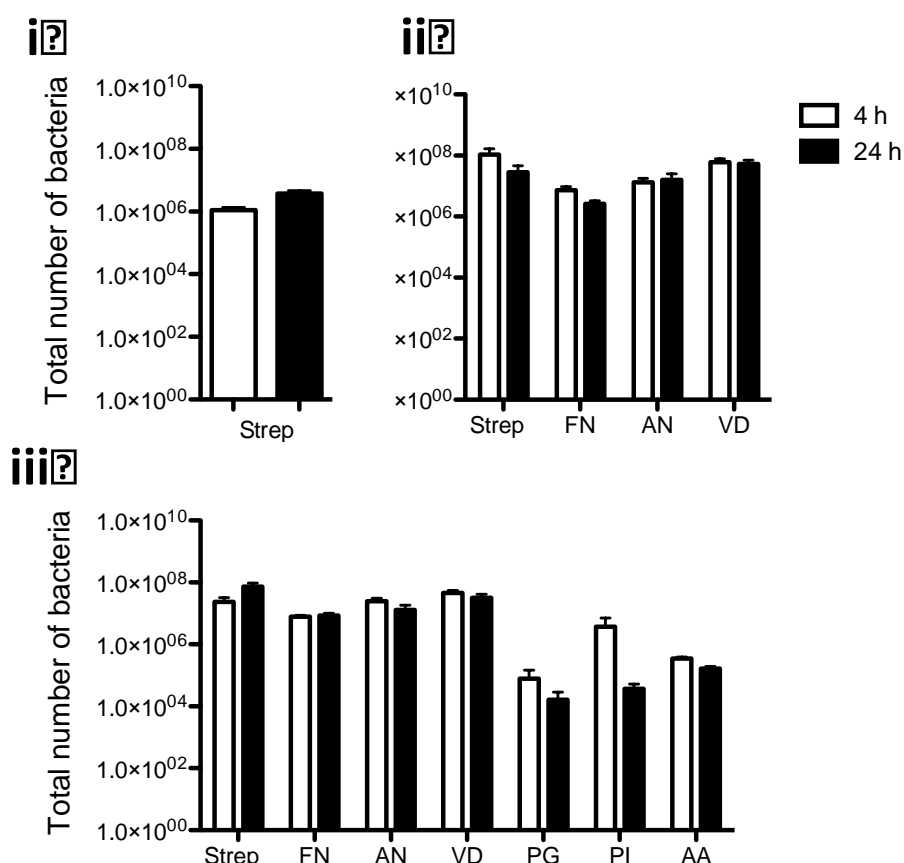 i
ii
Total number of bacteria
1.0×10^10
1.0×10^08
1.0×10^06
1.0×10^04
1.0×10^02
1.0×10^00
Strep
×10^10
×10^08
×10^06
×10^04
×10^02
×10^00
Strep FN AN VD
4 h
24 h
iii
Total number of bacteria
1.0×10^10
1.0×10^08
1.0×10^06
1.0×10^04
1.0×10^02
1.0×10^00
Strep FN AN VD PG PI AA